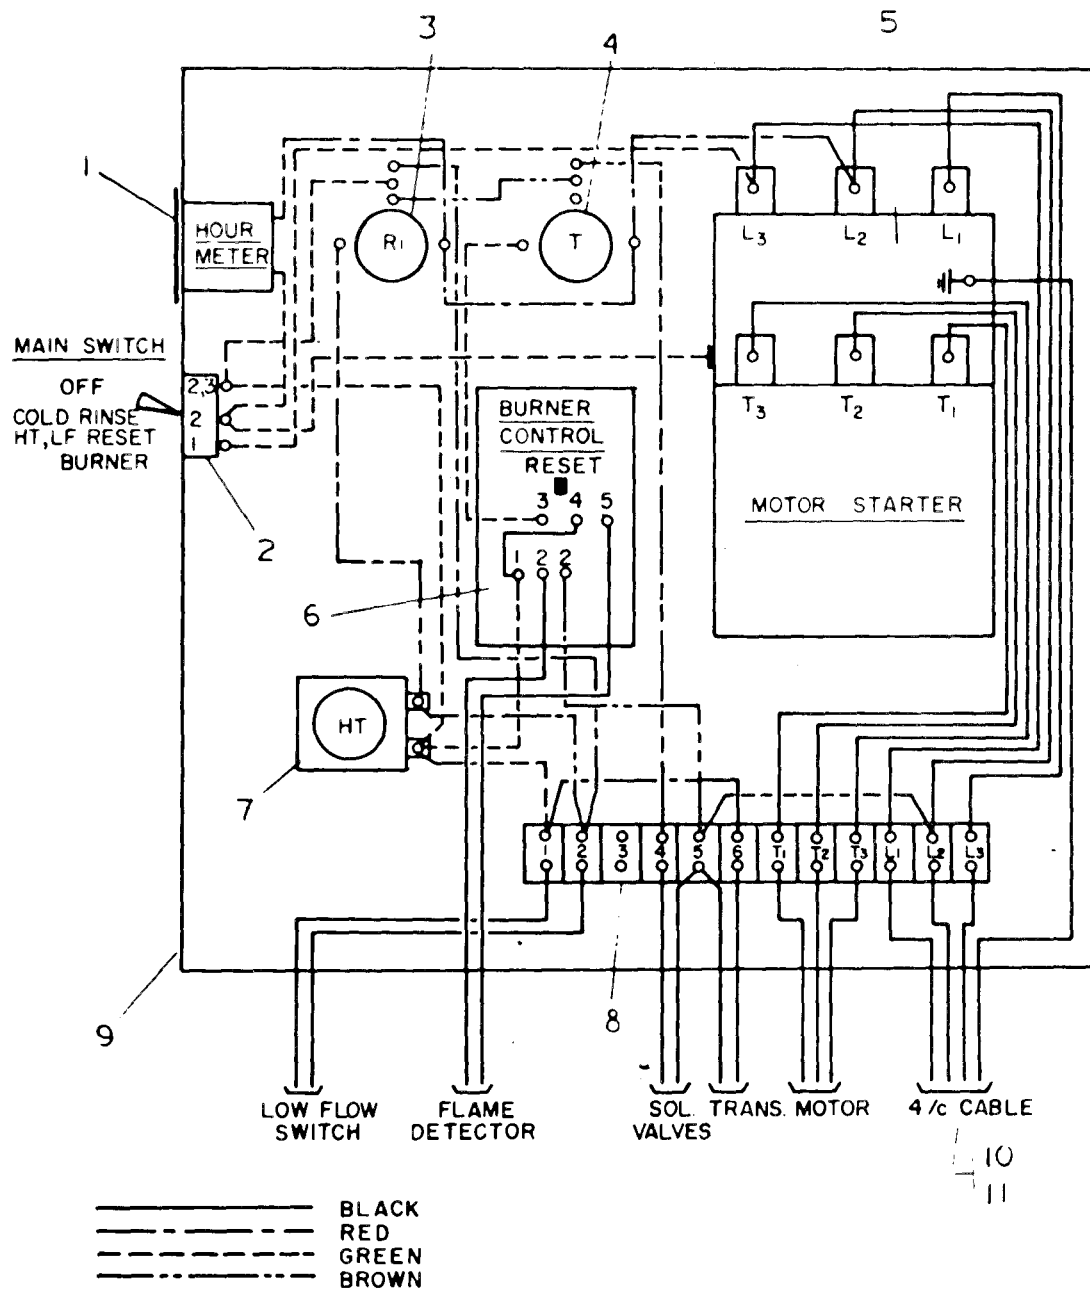 3
4
5
1
HOUR
METER
R1
T
L3
L2
L1
MAIN SWITCH
OFF
COLD RINSE
HT, LF RESET
BURNER
2,3
2
1
2
BURNER
CONTROL
RESET
3 4 5
1 2 2
6
T3
T2
T1
MOTOR STARTER
HT
7
1 2 3 4 5 6 T1 T2 T3 L1 L2 L3
8
9
LOW FLOW
SWITCH
FLAME
DETECTOR
SOL.
VALVES
TRANS.
MOTOR
4/c CABLE
10
11
BLACK
RED
GREEN
BROWN